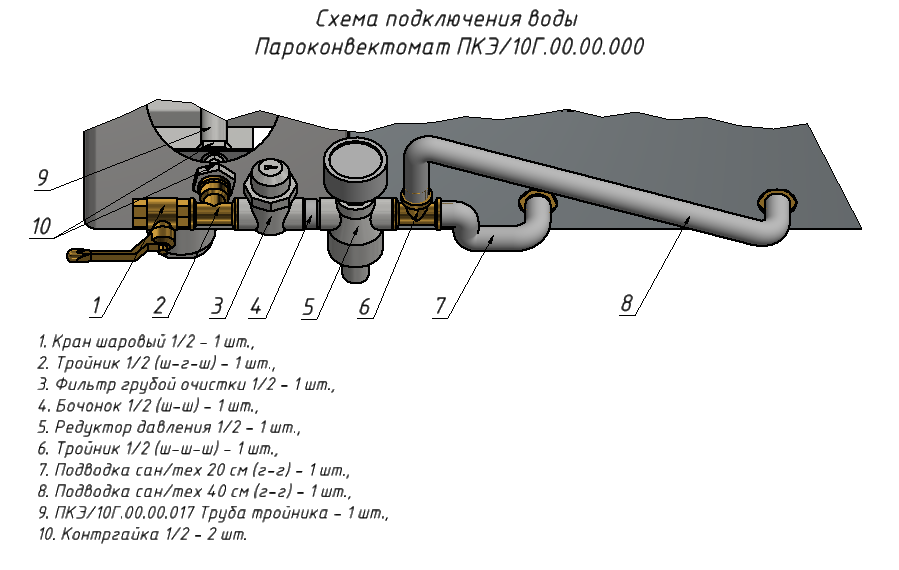 Схема подключения воды
Пароконвектомат ПКЭ/10Г.00.00.000
9
10
1
2
3
4
5
6
7
8
1. Кран шаровый 1/2 - 1 шт.,
2. Тройник 1/2 (ш-г-ш) - 1 шт.,
3. Фильтр грубой очистки 1/2 - 1 шт.,
4. Бочонок 1/2 (ш-ш) - 1 шт.,
5. Редуктор давления 1/2 - 1 шт.,
6. Тройник 1/2 (ш-ш-ш) - 1 шт.,
7. Подводка сан/тех 20 см (г-г) - 1 шт.,
8. Подводка сан/тех 40 см (г-г) - 1 шт.,
9. ПКЭ/10Г.00.00.017 Труба тройника - 1 шт.,
10. Контргайка 1/2 - 2 шт.